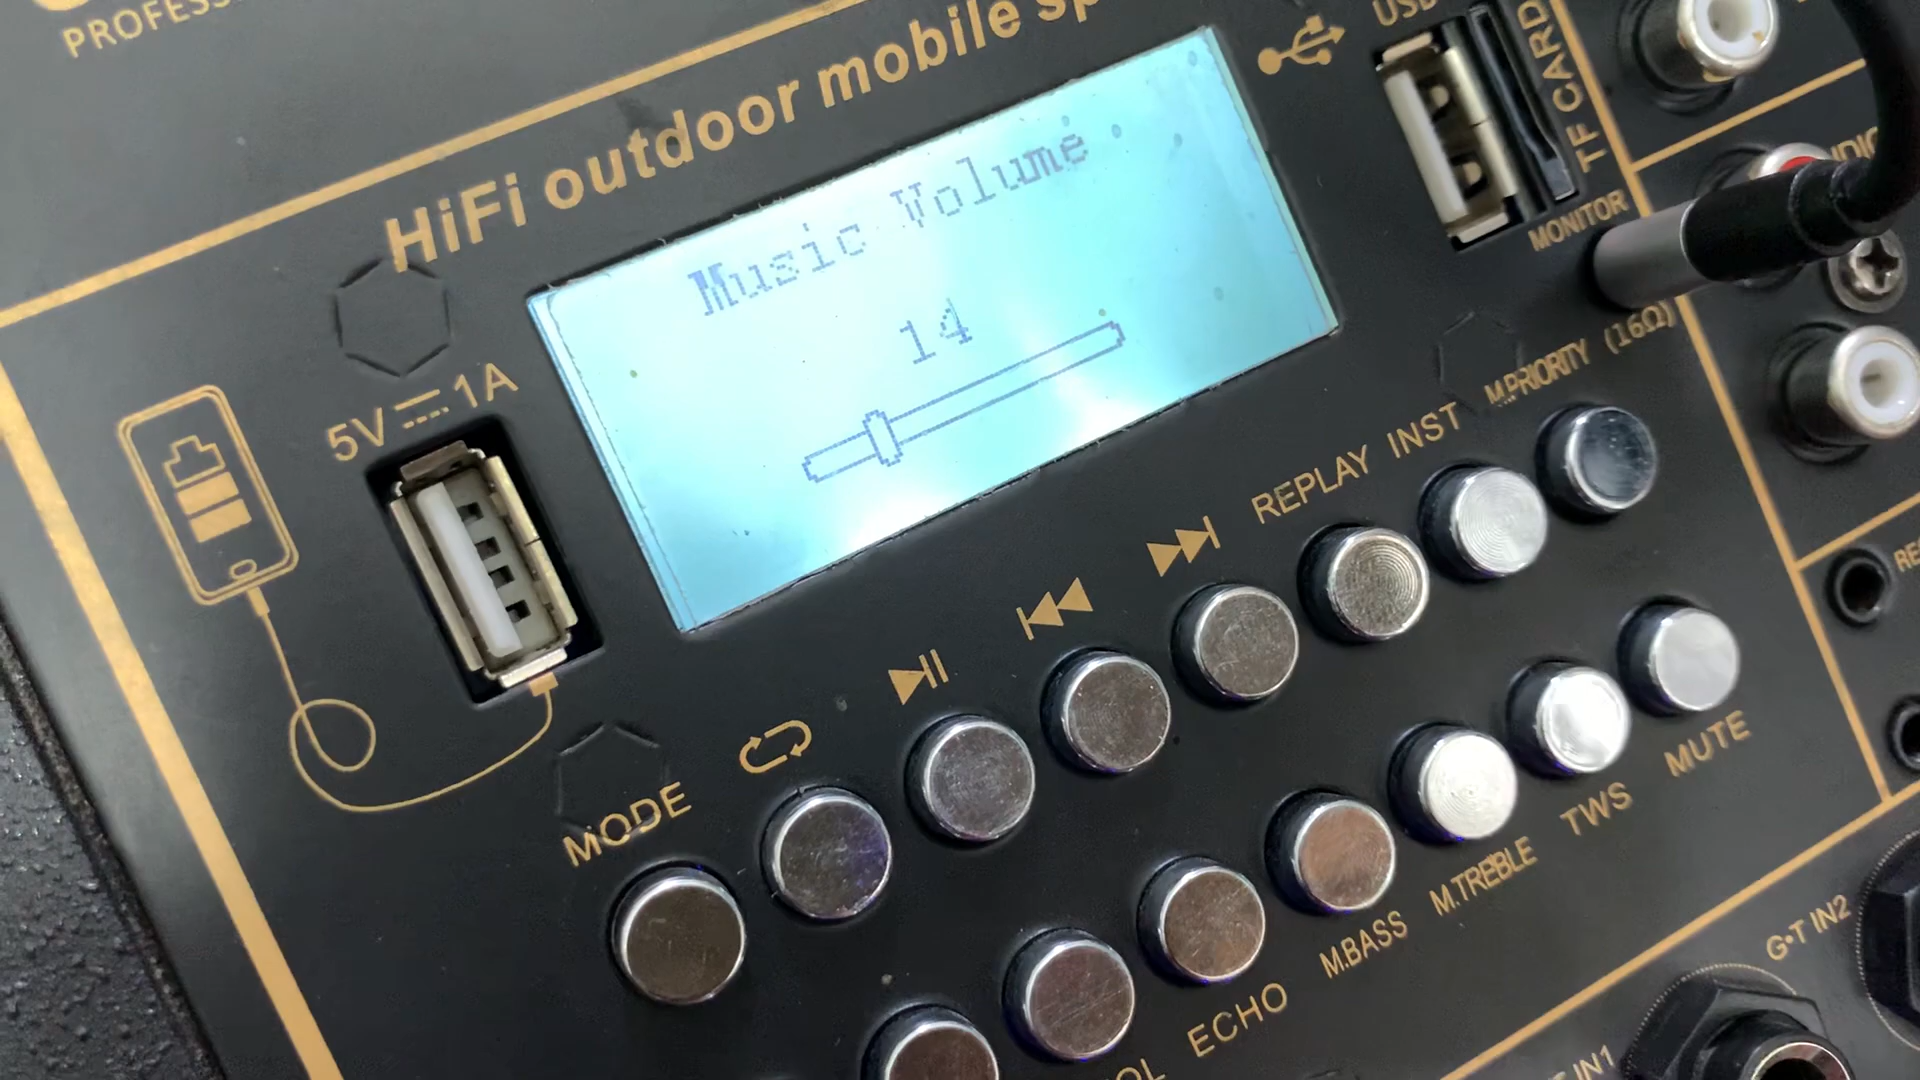 HiFi outdoor mobile
USB
TF CARD
Music Volume
14
MONITOR
(16Ω)
5V 1A
M.PRIORITY
INST
REPLAY
MODE
MUTE
TWS
M.TREBLE
M.BASS
ECHO
G•T IN2
IN1